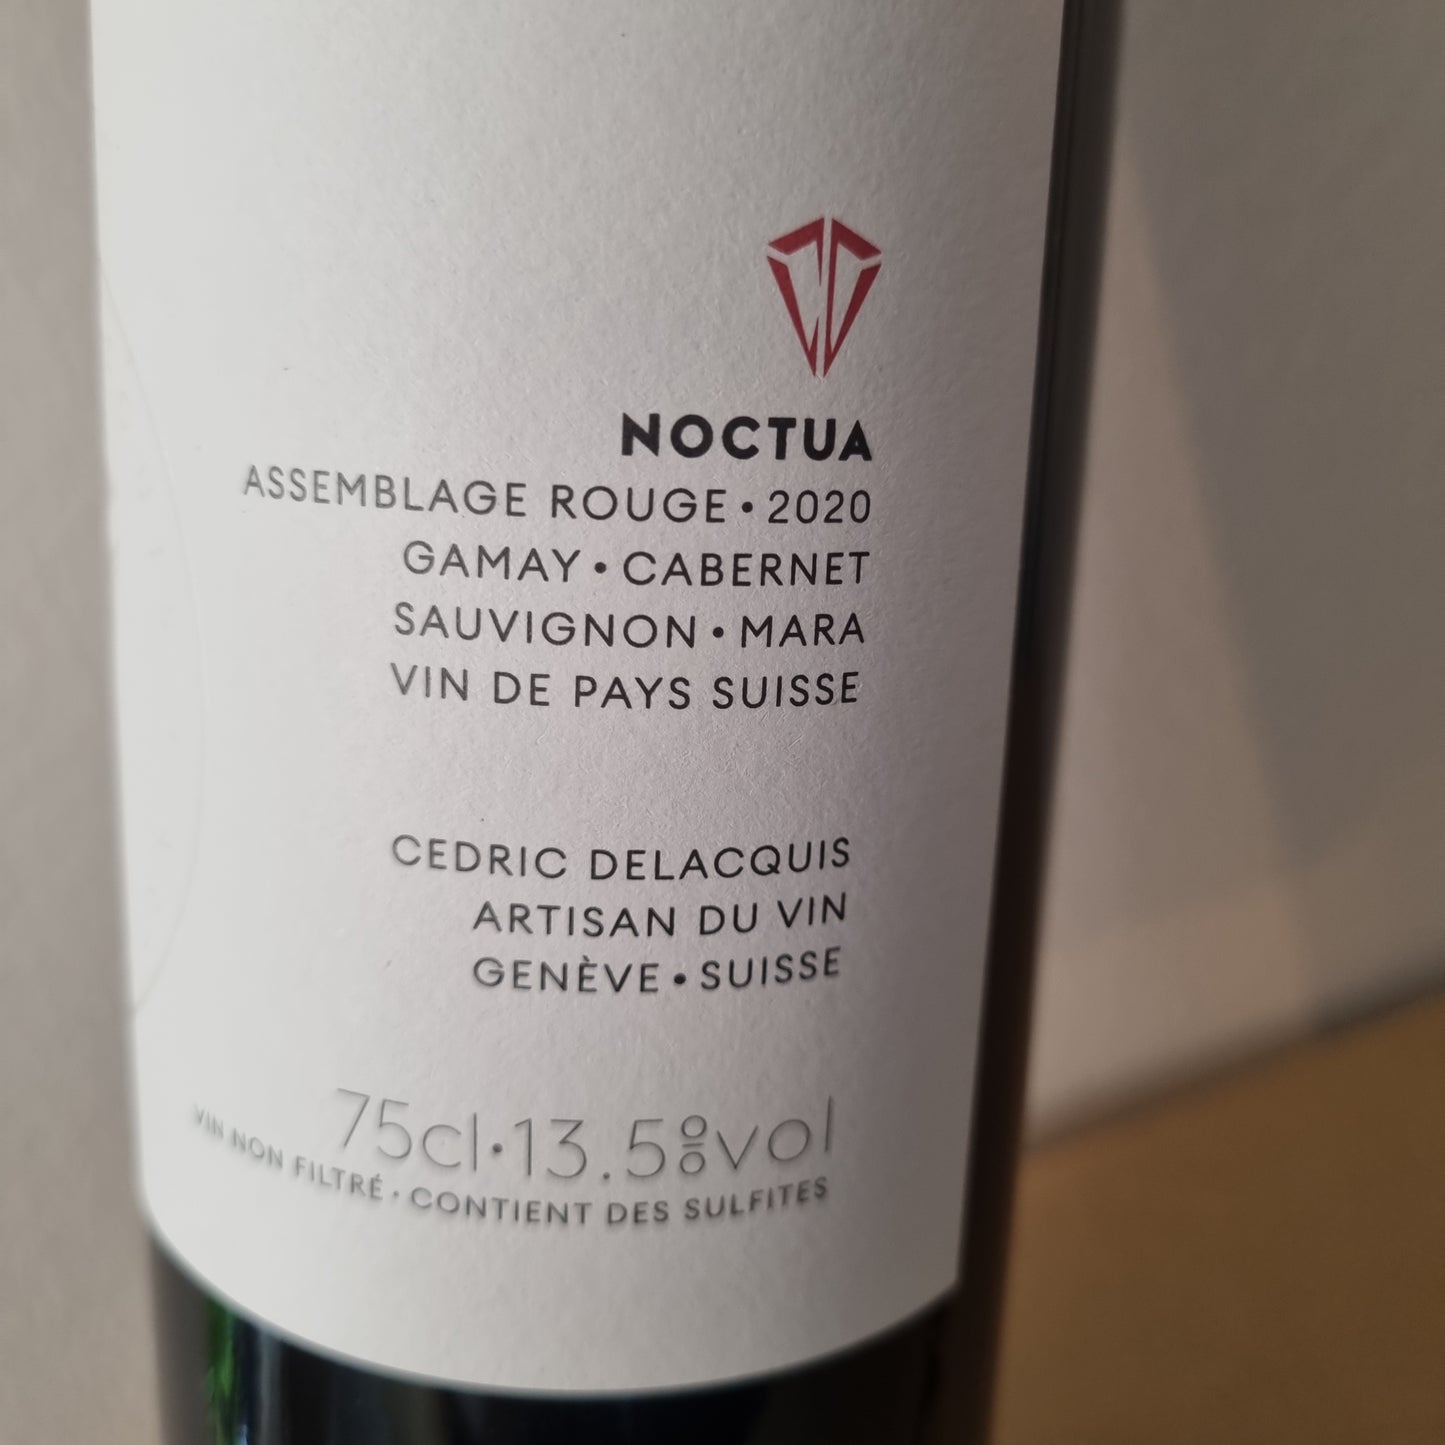 NOCTUA
ASSEMBLAGE ROUGE • 2020
GAMAY • CABERNET
SAUVIGNON • MARA
VIN DE PAYS SUISSE
CEDRIC DELACQUIS
ARTISAN DU VIN
GENÈVE • SUISSE
75cl • 13.5%vol
VIN NON FILTRÉ • CONTIENT DES SULFITES